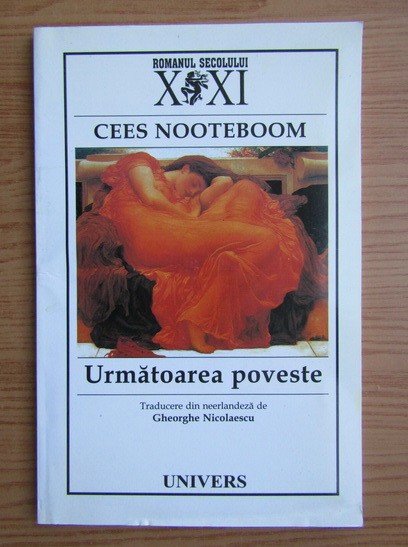 ROMANUL SECOLULUI
XXI
CEES NOOTEBOOM
Următoarea poveste
Traducere din neerlandeză de
Gheorghe Nicolaescu
UNIVERS